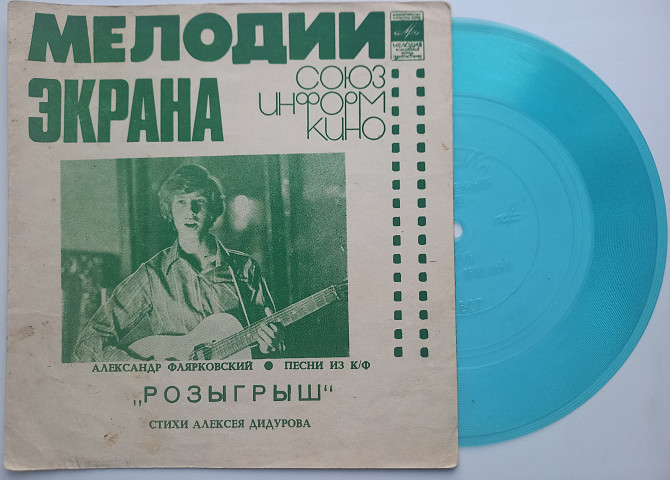 МЕЛОДИИ
ЭКРАНА
МЕЛОДИЯ
СОЮЗ
ИНФОРМ
КИНО
АЛЕКСАНДР ФЛЯРКОВСКИЙ ● ПЕСНИ ИЗ К/Ф
„РОЗЫГРЫШ“
СТИХИ АЛЕКСЕЯ ДИДУРОВА